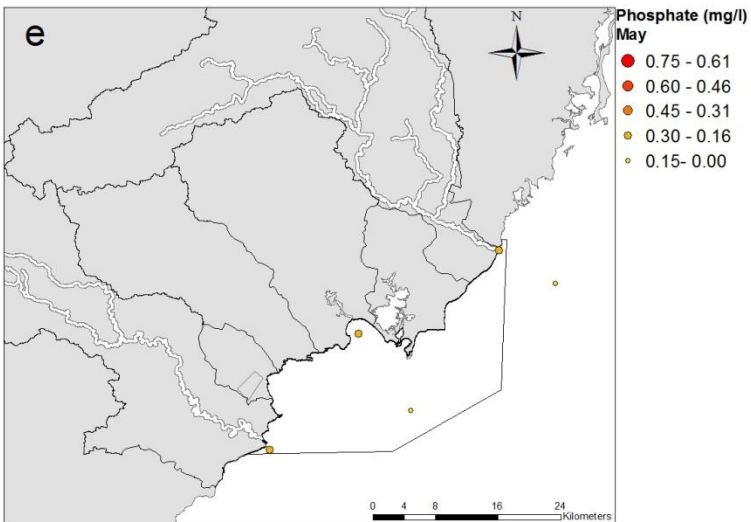 e
N
Phosphate (mg/l)
May
0.75 - 0.61
0.60 - 0.46
0.45 - 0.31
0.30 - 0.16
0.15- 0.00
0 4 8 16 24
Kilometers